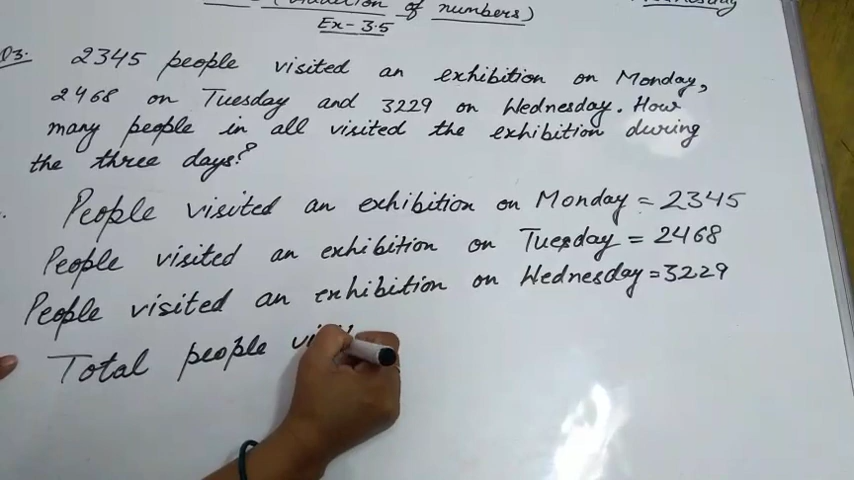 of numbers)
Ex-3.5
Q3. 2345 people visited an exhibition on Monday,
2468 on Tuesday and 3229 on Wednesday. How
many people in all visited the exhibition during
the three days?
People visited an exhibition on Monday = 2345
People visited an exhibition on Tuesday = 2468
People visited an exhibition on Wednesday = 3229
Total people